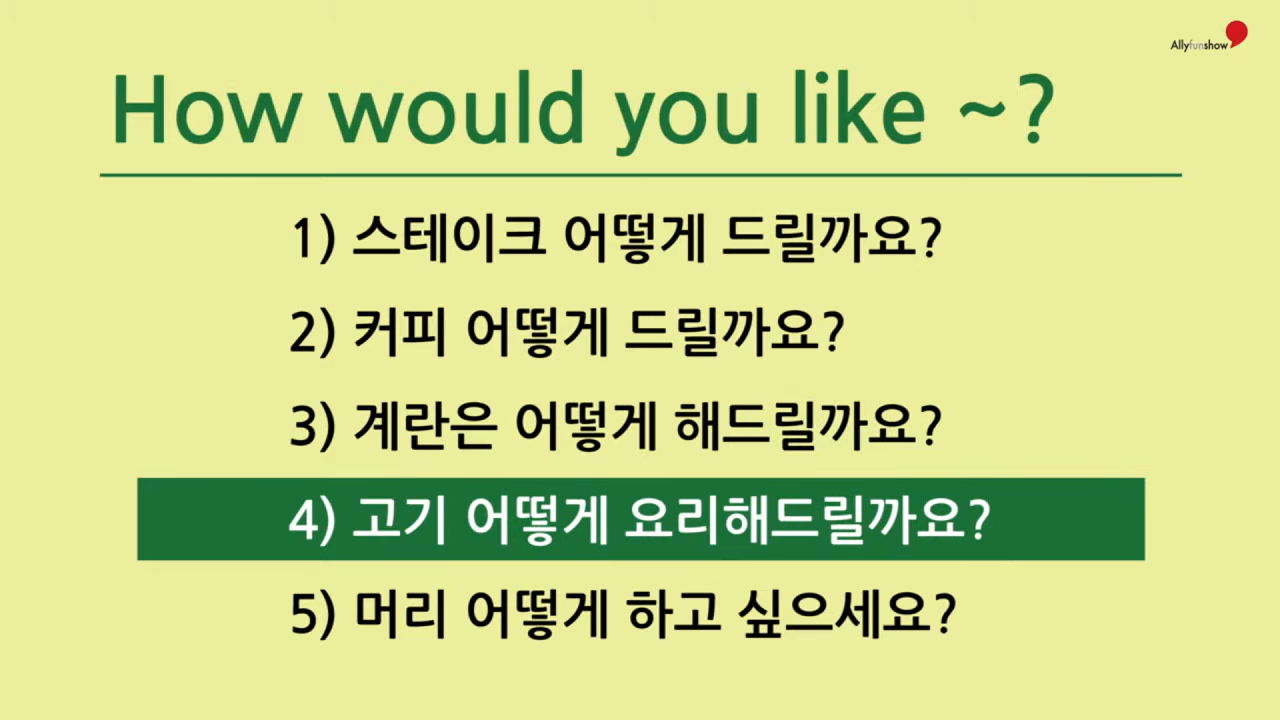 Allyfunshow
How would you like ~?
1) 스테이크 어떻게 드릴까요?
2) 커피 어떻게 드릴까요?
3) 계란은 어떻게 해드릴까요?
4) 고기 어떻게 요리해드릴까요?
5) 머리 어떻게 하고 싶으세요?